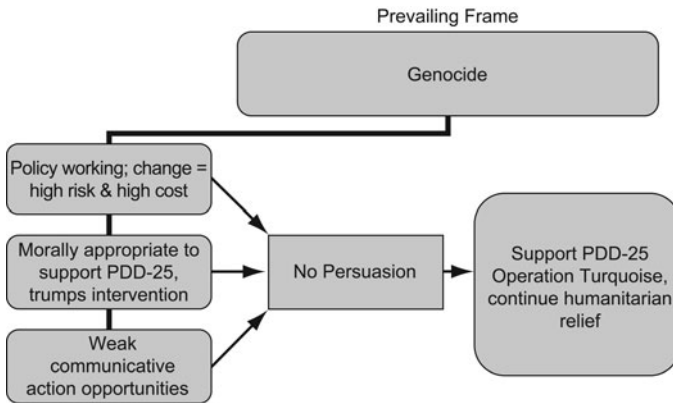 Prevailing Frame
Genocide
Policy working; change =
high risk & high cost
Morally appropriate to
support PDD-25,
trumps intervention
Weak
communicative
action opportunities
No Persuasion
Support PDD-25
Operation Turquoise,
continue humanitarian
relief